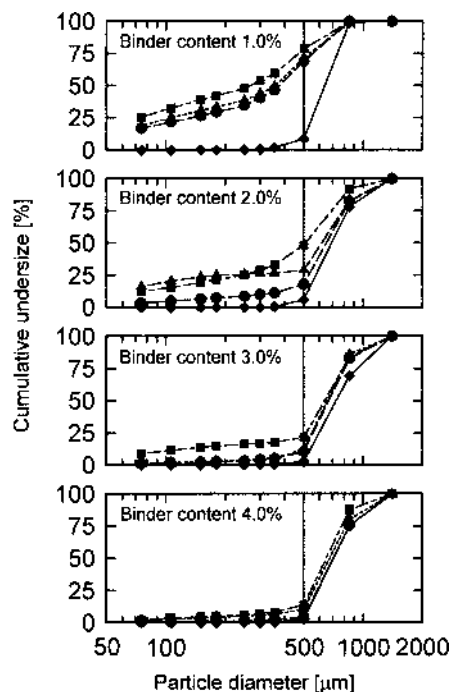 Cumulative undersize [%]
100
75
50
25
0
Binder content 1.0%
100
75
50
25
0
Binder content 2.0%
100
75
50
25
0
Binder content 3.0%
100
75
50
25
0
Binder content 4.0%
50 100 500 1000 2000
Particle diameter [μm]